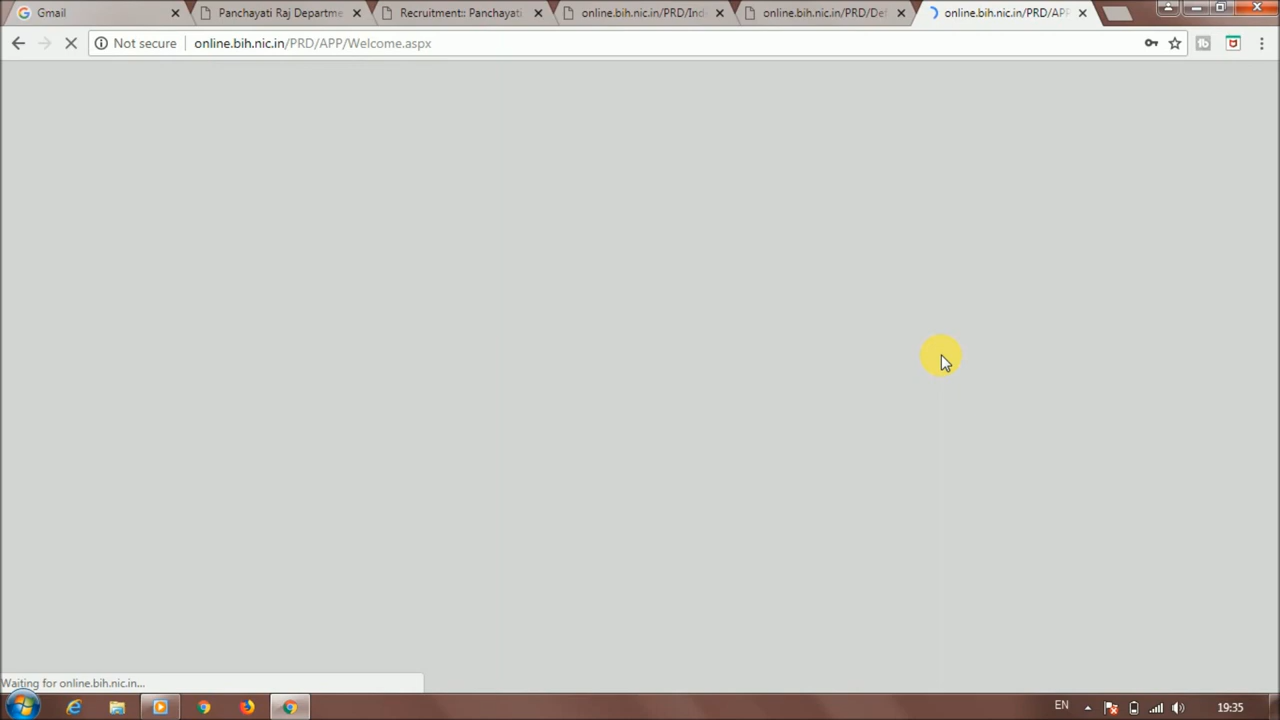 Gmail
Panchayati Raj Departme
Recruitment:: Panchayati
online.bih.nic.in/PRD/Ind
online.bih.nic.in/PRD/Def
online.bih.nic.in/PRD/APP
Not secure
online.bih.nic.in/PRD/APP/Welcome.aspx
Waiting for online.bih.nic.in...
EN
19:35